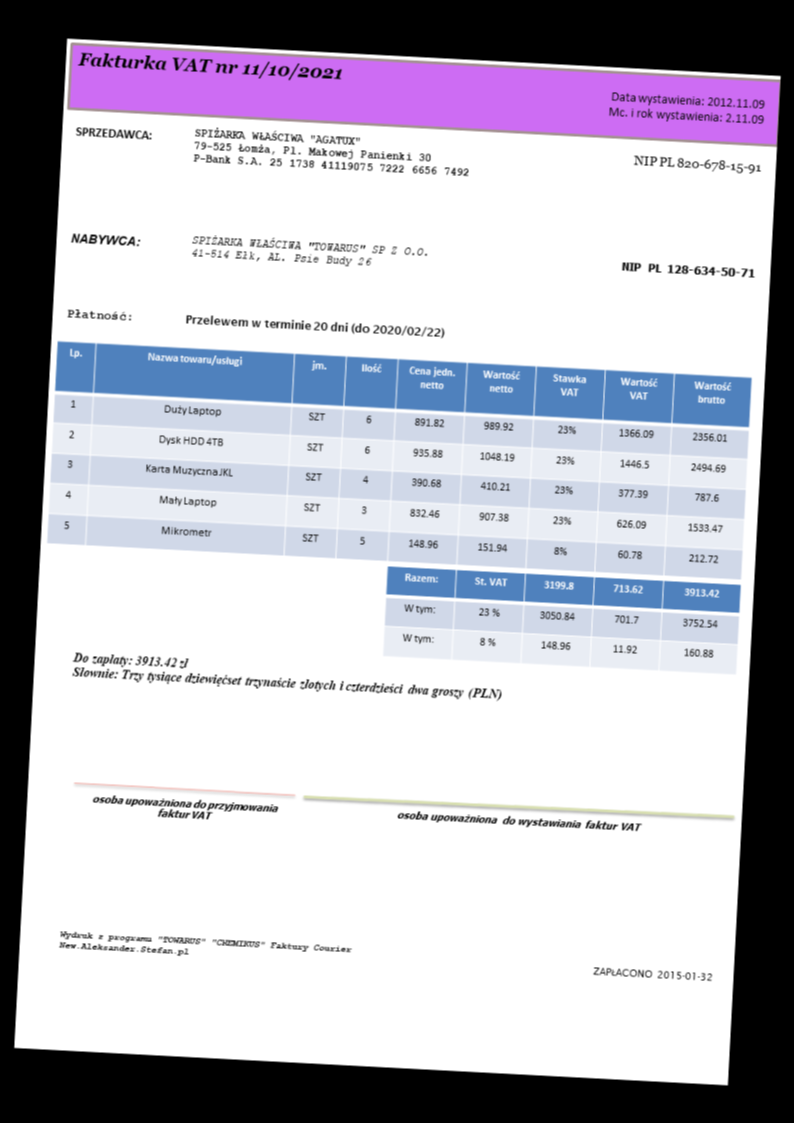 Fakturka VAT nr 11/10/2021
Data wystawienia: 2012.11.09
Mc. i rok wystawienia: 2.11.09
SPRZEDAWCA:
SPIŻARKA WŁAŚCIWA "AGATUX"
79-525 Łomża, Pl. Makowej Panienki 30
P-Bank S.A. 25 1738 41119075 7222 6656 7492
NIP PL 820-678-15-91
NABYWCA:
SPIŻARKA WŁAŚCIWA "TOWARUS" SP Z O.O.
41-514 Ełk, AL. Psie Budy 26
NIP PL 128-634-50-71
Płatność: Przelewem w terminie 20 dni (do 2020/02/22)
Lp. Nazwa towaru/usługi jm. Ilość Cena jedn. netto Wartość netto Stawka VAT Wartość VAT Wartość brutto
1 Duży Laptop SZT 6 891.82 989.92 23% 1366.09 2356.01
2 Dysk HDD 4TB SZT 6 935.88 1048.19 23% 1446.5 2494.69
3 Karta Muzyczna JKL SZT 4 390.68 410.21 23% 377.39 787.6
4 Mały Laptop SZT 3 832.46 907.38 23% 626.09 1533.47
5 Mikrometr SZT 5 148.96 151.94 8% 60.78 212.72
Razem: St. VAT 3199.8 713.62 3913.42
W tym: 23 % 3050.84 701.7 3752.54
W tym: 8 % 148.96 11.92 160.88
Do zapłaty: 3913.42 zł
Słownie: Trzy tysiące dziewięćset trzynaście złotych i czterdzieści dwa groszy (PLN)
osoba upoważniona do przyjmowania
faktur VAT
osoba upoważniona do wystawiania faktur VAT
Wydruk z programu "TOWARUS" "CHEMIKUS" Faktury Courier
New.Aleksander.Stefan.pl
ZAPŁACONO 2015-01-32